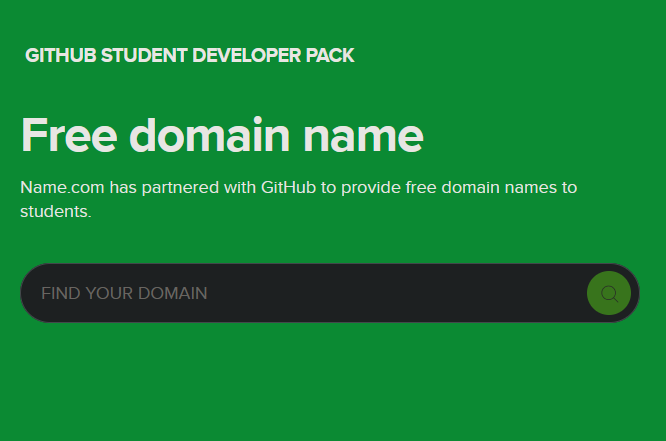 GITHUB STUDENT DEVELOPER PACK
Free domain name
Name.com has partnered with GitHub to provide free domain names to
students.
FIND YOUR DOMAIN